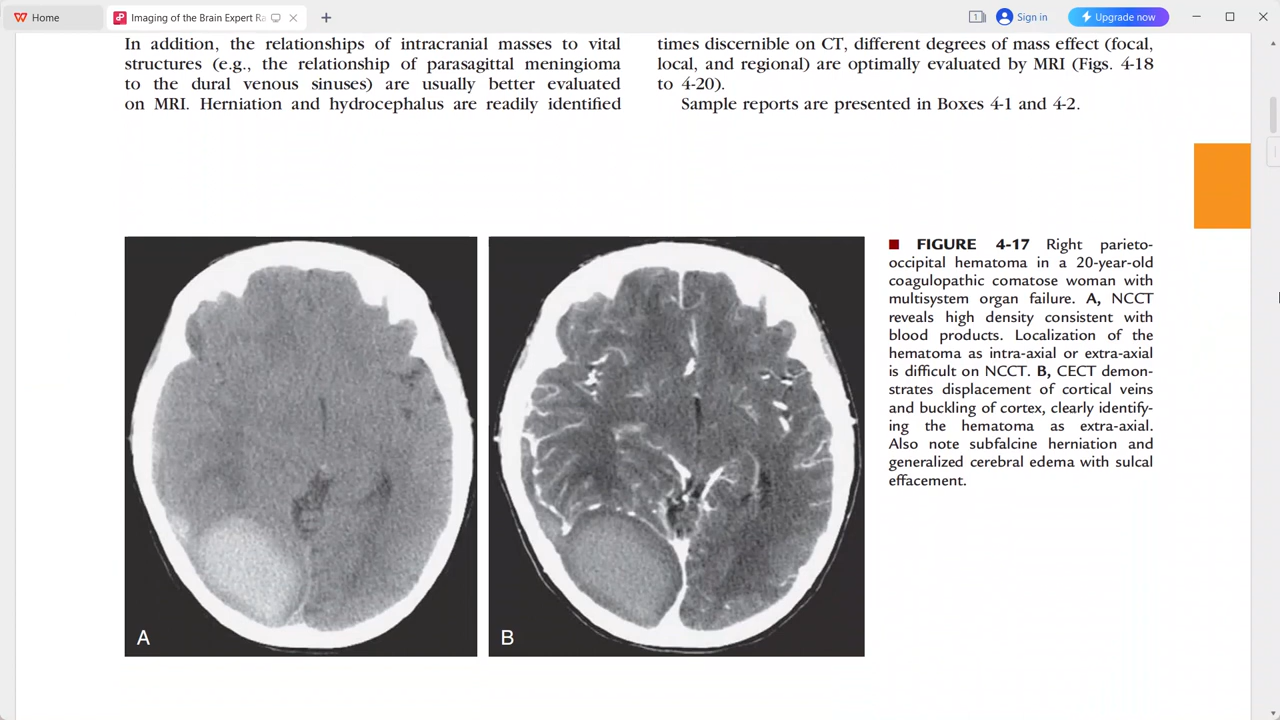 Home
Imaging of the Brain Expert Ra
Sign in
Upgrade now
In addition, the relationships of intracranial masses to vital
structures (e.g., the relationship of parasagittal meningioma
to the dural venous sinuses) are usually better evaluated
on MRI. Herniation and hydrocephalus are readily identified
times discernible on CT, different degrees of mass effect (focal,
local, and regional) are optimally evaluated by MRI (Figs. 4-18
to 4-20).
Sample reports are presented in Boxes 4-1 and 4-2.
A
B
■ FIGURE 4-17 Right parieto-
occipital hematoma in a 20-year-old
coagulopathic comatose woman with
multisystem organ failure. A, NCCT
reveals high density consistent with
blood products. Localization of the
hematoma as intra-axial or extra-axial
is difficult on NCCT. B, CECT demon-
strates displacement of cortical veins
and buckling of cortex, clearly identify-
ing the hematoma as extra-axial.
Also note subfalcine herniation and
generalized cerebral edema with sulcal
effacement.